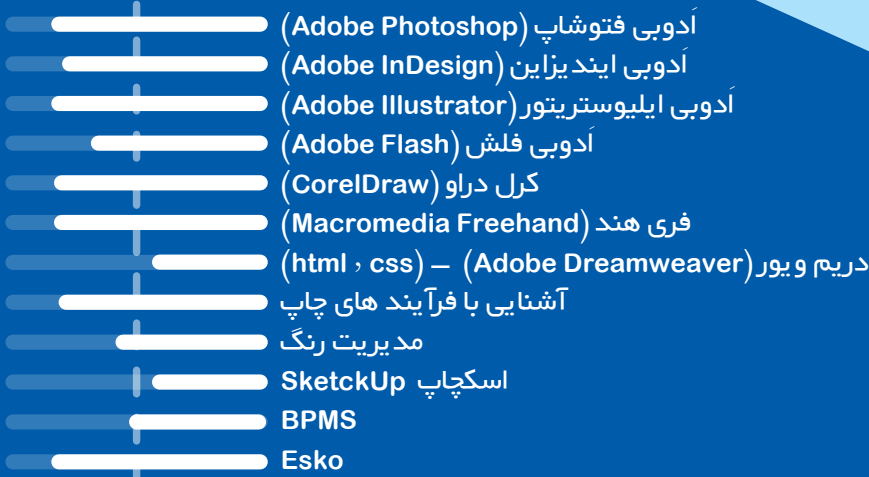 اَدوبی فتوشاپ (Adobe Photoshop)
اَدوبی ایندیزاین (Adobe InDesign)
اَدوبی ایلیوستریتور (Adobe Illustrator)
اَدوبی فلش (Adobe Flash)
کرل دراو (CorelDraw)
فری هند (Macromedia Freehand)
دریم ویور (Adobe Dreamweaver) – (html ، css)
آشنایی با فرآیند های چاپ
مدیریت رنگ
اسکچاپ SketckUp
BPMS
Esko